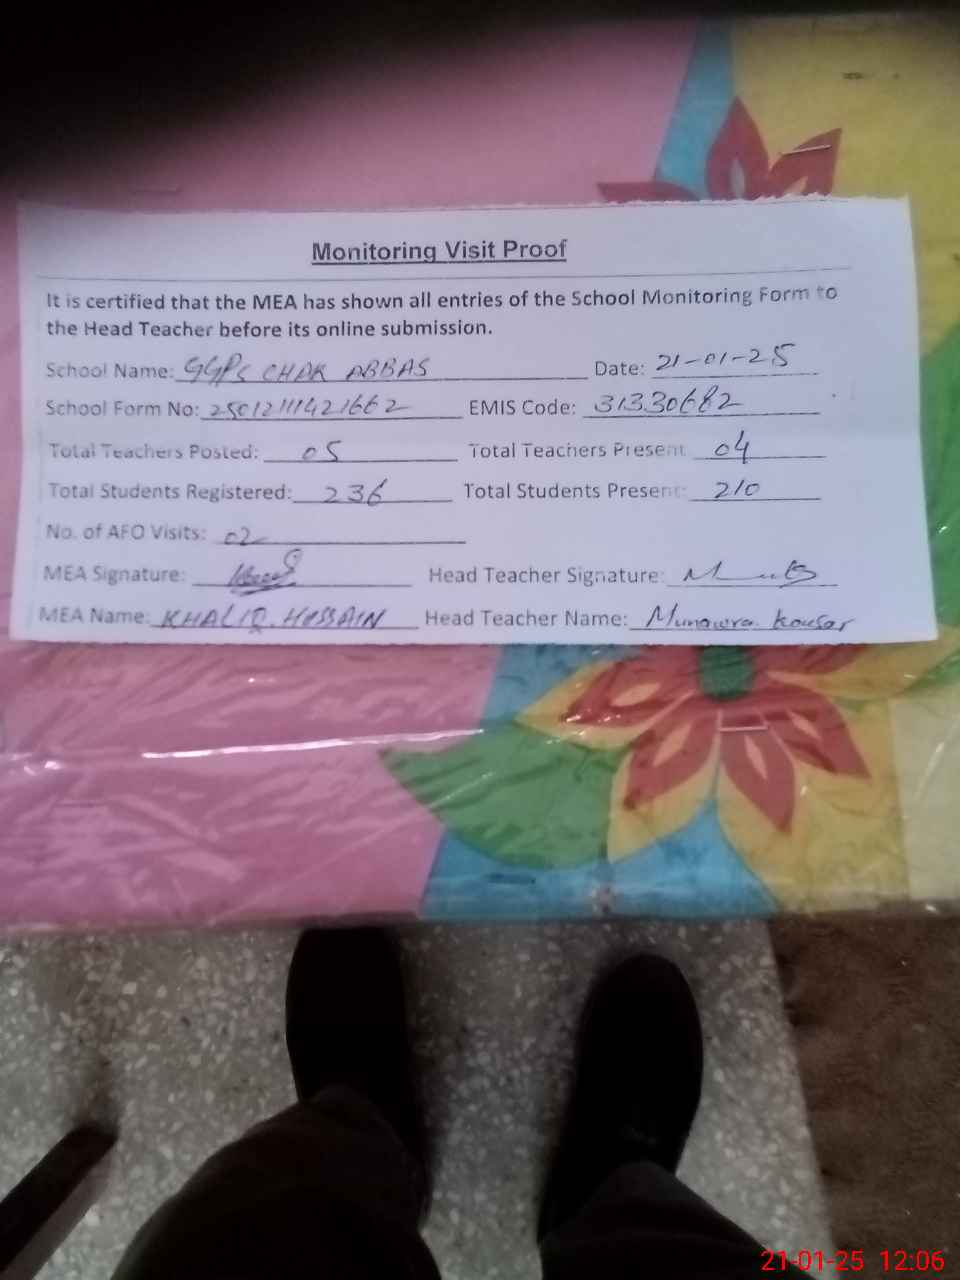 Monitoring Visit Proof
It is certified that the MEA has shown all entries of the School Monitoring Form to
the Head Teacher before its online submission.
School Name: GGPS CHAK ABBAS Date: 21-01-25
School Form No: 2501211421662 EMIS Code: 31330682
Total Teachers Posted: 05 Total Teachers Present 04
Total Students Registered: 236 Total Students Present: 210
No. of AFO Visits: 02
MEA Signature: Head Teacher Signature:
MEA Name: KHALIQ HUSSAIN Head Teacher Name: Munawra Kousar
21-01-25 12:06